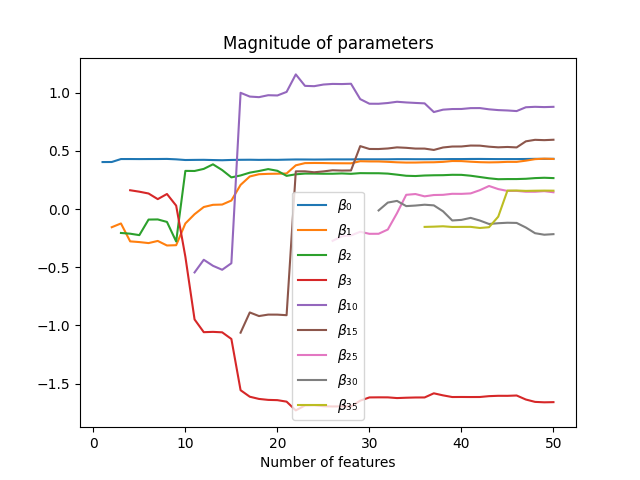 Magnitude of parameters
1.0
0.5
0.0
−0.5
−1.0
−1.5
β₀
β₁
β₂
β₃
β₁₀
β₁₅
β₂₅
β₃₀
β₃₅
0 10 20 30 40 50
Number of features